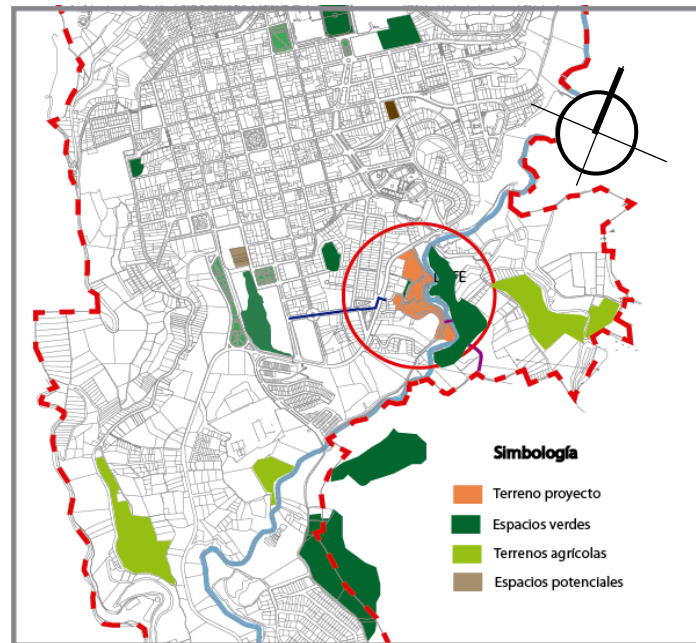 Simbología
Terreno proyecto
Espacios verdes
Terrenos agrícolas
Espacios potenciales